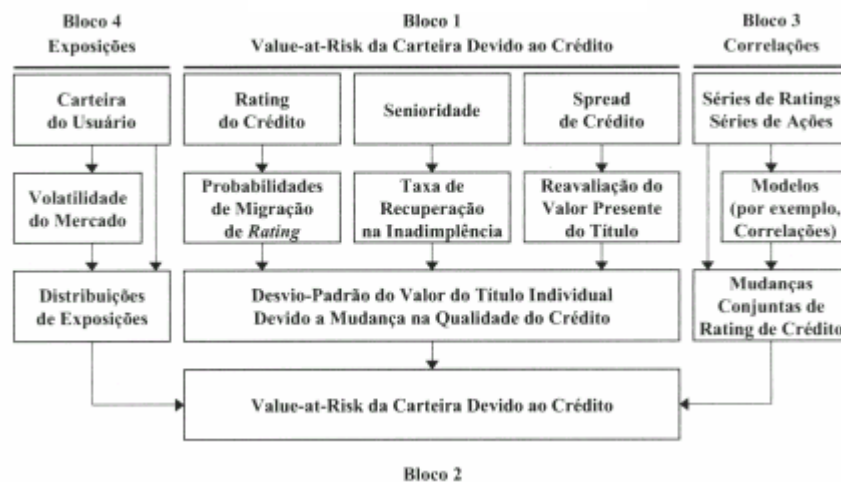 Bloco 4
Exposições
Bloco 1
Value-at-Risk da Carteira Devido ao Crédito
Bloco 3
Correlações
Carteira
do Usuário
Rating
do Crédito
Senioridade
Spread
de Crédito
Séries de Ratings
Séries de Ações
Volatilidade
do Mercado
Probabilidades
de Migração
de Rating
Taxa de
Recuperação
na Inadimplência
Reavaliação do
Valor Presente
do Título
Modelos
(por exemplo,
Correlações)
Distribuições
de Exposições
Desvio-Padrão do Valor do Título Individual
Devido a Mudança na Qualidade do Crédito
Mudanças
Conjuntas de
Rating de Crédito
Value-at-Risk da Carteira Devido ao Crédito
Bloco 2